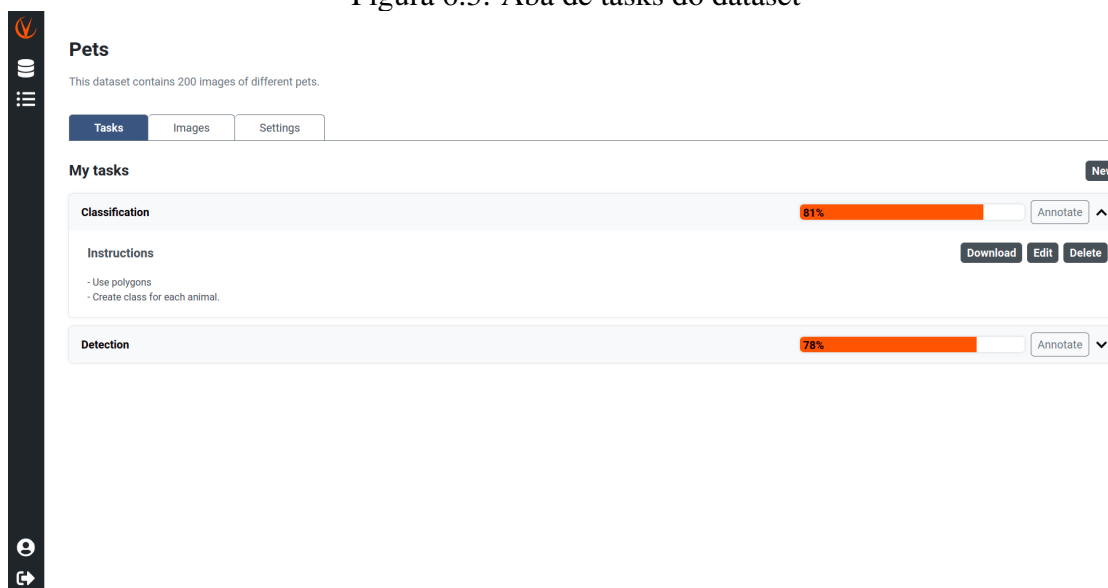 Pets
This dataset contains 200 images of different pets.
Tasks Images Settings
My tasks
Classification 81% Annotate
Instructions Download Edit Delete
- Use polygons
- Create class for each animal.
Detection 78% Annotate